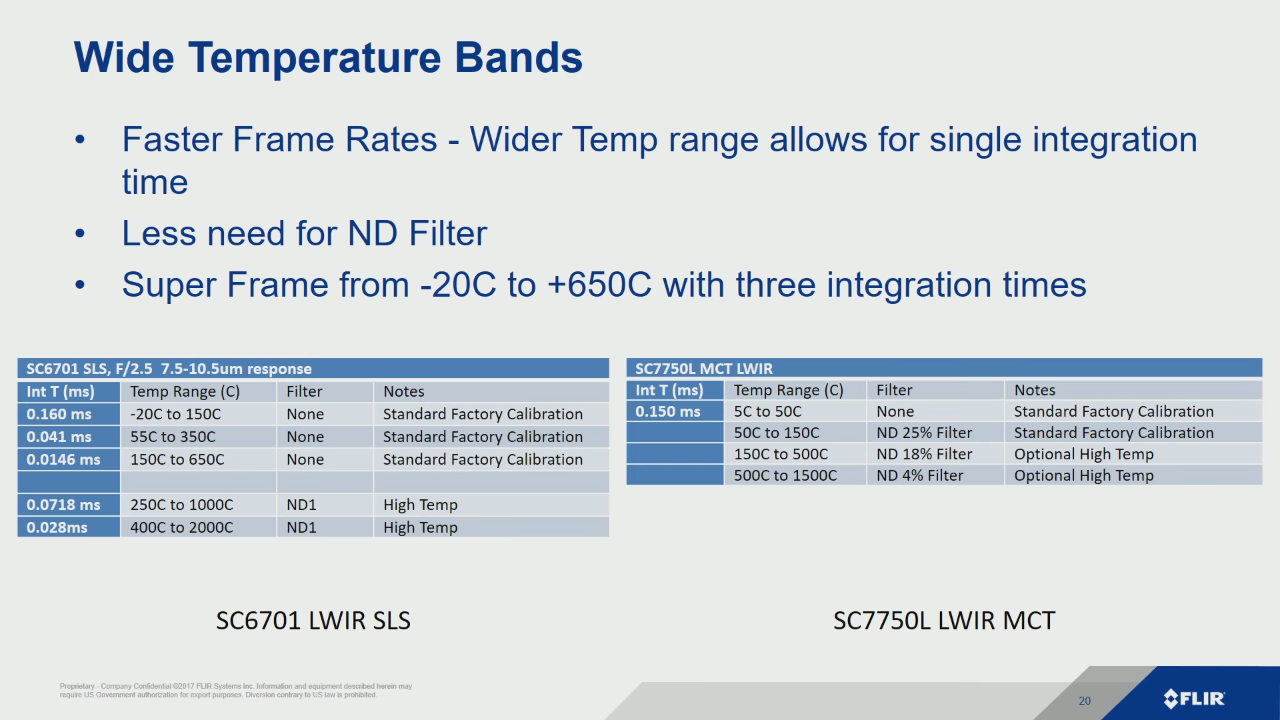 Wide Temperature Bands
• Faster Frame Rates - Wider Temp range allows for single integration
time
• Less need for ND Filter
• Super Frame from -20C to +650C with three integration times
SC6701 SLS, F/2.5 7.5-10.5um response
Int T (ms) Temp Range (C) Filter Notes
0.160 ms -20C to 150C None Standard Factory Calibration
0.041 ms 55C to 350C None Standard Factory Calibration
0.0146 ms 150C to 650C None Standard Factory Calibration
0.0718 ms 250C to 1000C ND1 High Temp
0.028ms 400C to 2000C ND1 High Temp
SC7750L MCT LWIR
Int T (ms) Temp Range (C) Filter Notes
0.150 ms 5C to 50C None Standard Factory Calibration
50C to 150C ND 25% Filter Standard Factory Calibration
150C to 500C ND 18% Filter Optional High Temp
500C to 1500C ND 4% Filter Optional High Temp
SC6701 LWIR SLS
SC7750L LWIR MCT
Proprietary - Company Confidential ©2017 FLIR Systems Inc. Information and equipment described herein may
require US Government authorization for export purposes. Diversion contrary to US law is prohibited.
20
FLIR